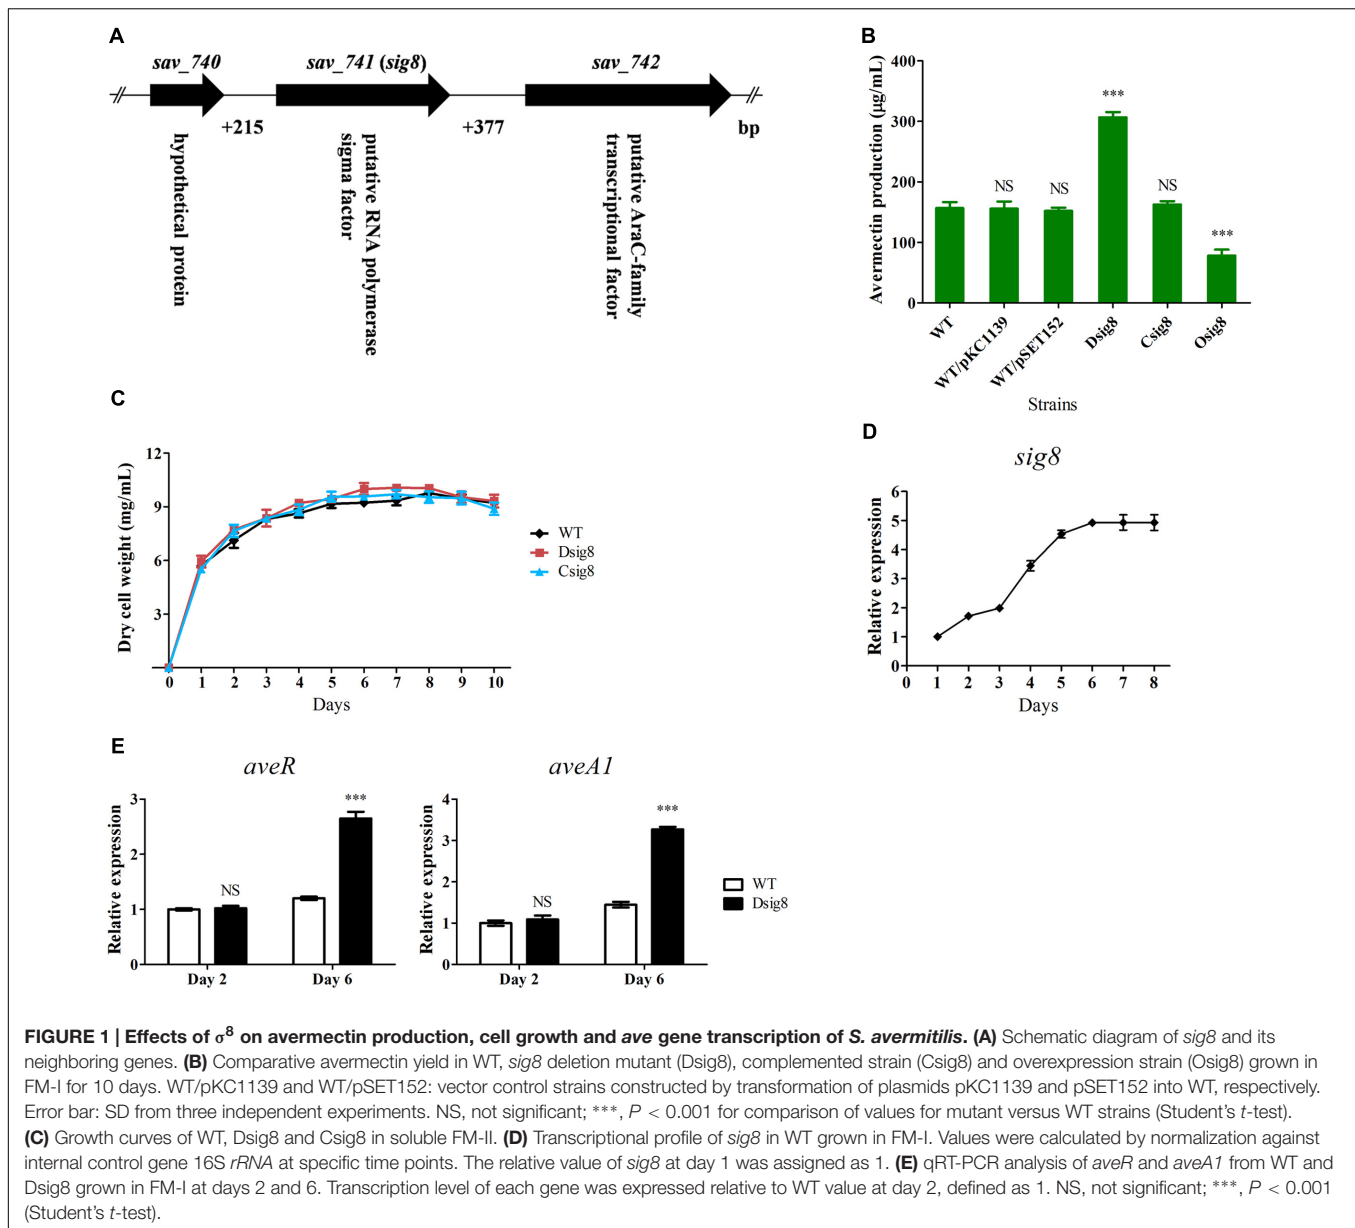 A
sav_740
sav_741 (sig8)
sav_742
+215
+377
bp
hypothetical protein
putative RNA polymerase
sigma factor
putative AraC-family
transcriptional factor
B
Avermectin production (μg/mL)
400
300
200
100
0
NS
NS
***
NS
***
WT
WT/pKC1139
WT/pSET152
Dsig8
Csig8
Osig8
Strains
C
Dry cell weight (mg/mL)
12
9
6
3
0 1 2 3 4 5 6 7 8 9 10
Days
WT
Dsig8
Csig8
D
sig8
Relative expression
6
5
4
3
2
1
0
0 1 2 3 4 5 6 7 8
Days
E
aveR
Relative expression
3
2
1
0
NS
***
Day 2 Day 6
aveA1
Relative expression
4
3
2
1
0
NS
***
Day 2 Day 6
WT
Dsig8
FIGURE 1 | Effects of σ⁸ on avermectin production, cell growth and ave gene transcription of S. avermitilis. (A) Schematic diagram of sig8 and its
neighboring genes. (B) Comparative avermectin yield in WT, sig8 deletion mutant (Dsig8), complemented strain (Csig8) and overexpression strain (Osig8) grown in
FM-I for 10 days. WT/pKC1139 and WT/pSET152: vector control strains constructed by transformation of plasmids pKC1139 and pSET152 into WT, respectively.
Error bar: SD from three independent experiments. NS, not significant; ***, P < 0.001 for comparison of values for mutant versus WT strains (Student's t-test).
(C) Growth curves of WT, Dsig8 and Csig8 in soluble FM-II. (D) Transcriptional profile of sig8 in WT grown in FM-I. Values were calculated by normalization against
internal control gene 16S rRNA at specific time points. The relative value of sig8 at day 1 was assigned as 1. (E) qRT-PCR analysis of aveR and aveA1 from WT and
Dsig8 grown in FM-I at days 2 and 6. Transcription level of each gene was expressed relative to WT value at day 2, defined as 1. NS, not significant; ***, P < 0.001
(Student's t-test).